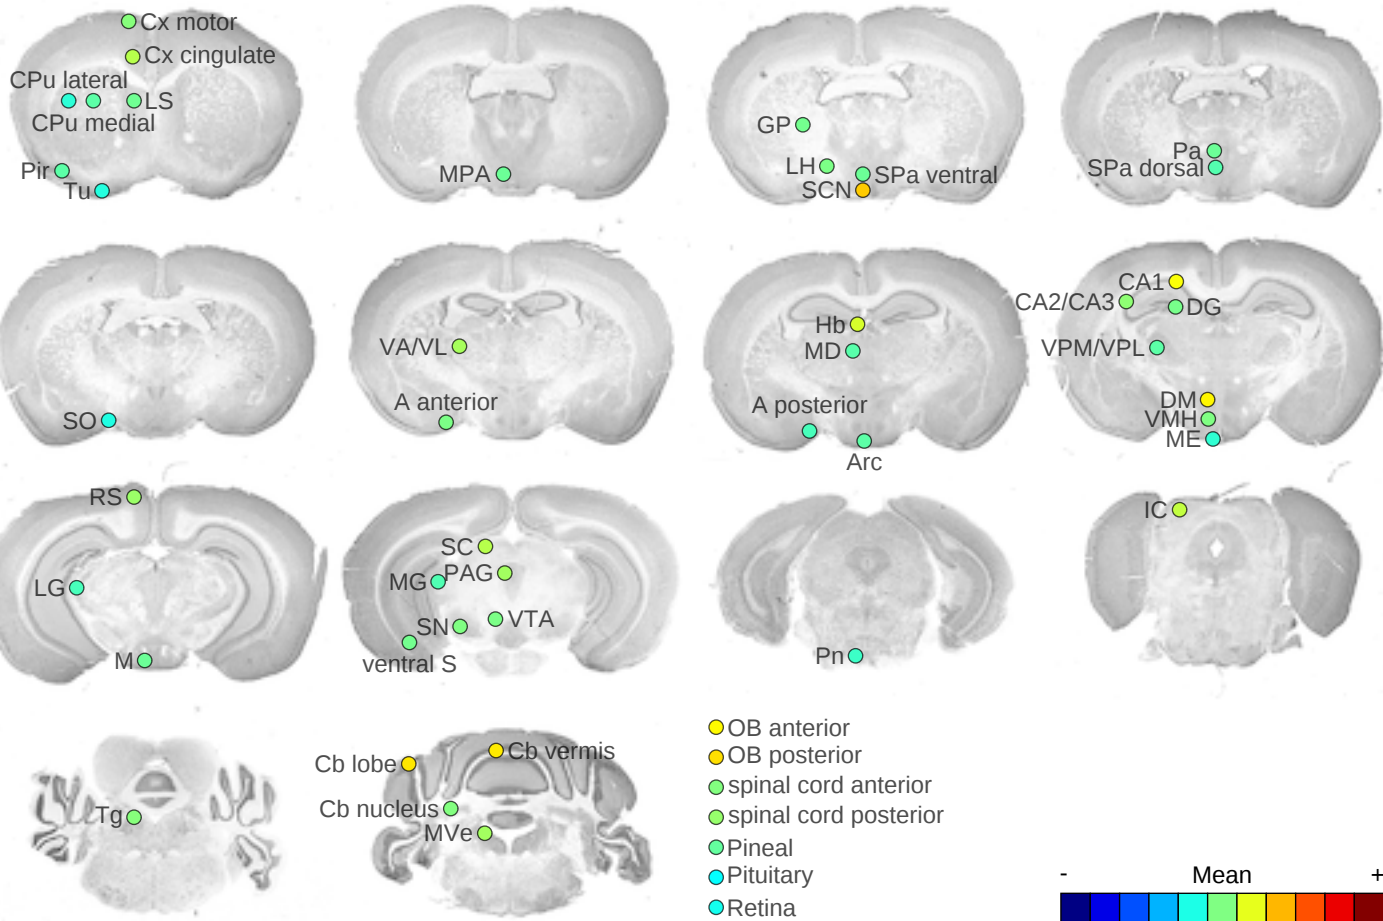 Cx motor
Cx cingulate
CPu lateral
LS
CPu medial
Pir
Tu
MPA
GP
LH
SPa ventral
SCN
Pa
SPa dorsal
SO
VA/VL
A anterior
Hb
MD
A posterior
Arc
CA1
CA2/CA3
DG
VPM/VPL
DM
VMH
ME
RS
LG
M
SC
PAG
MG
VTA
SN
ventral S
Pn
IC
Tg
Cb lobe
Cb vermis
Cb nucleus
MVe
OB anterior
OB posterior
spinal cord anterior
spinal cord posterior
Pineal
Pituitary
Retina
- Mean +